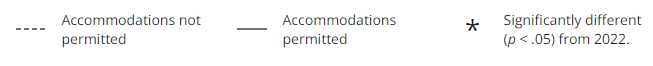 Accommodations not
permitted
Accommodations
permitted
* Significantly different
(p < .05) from 2022.